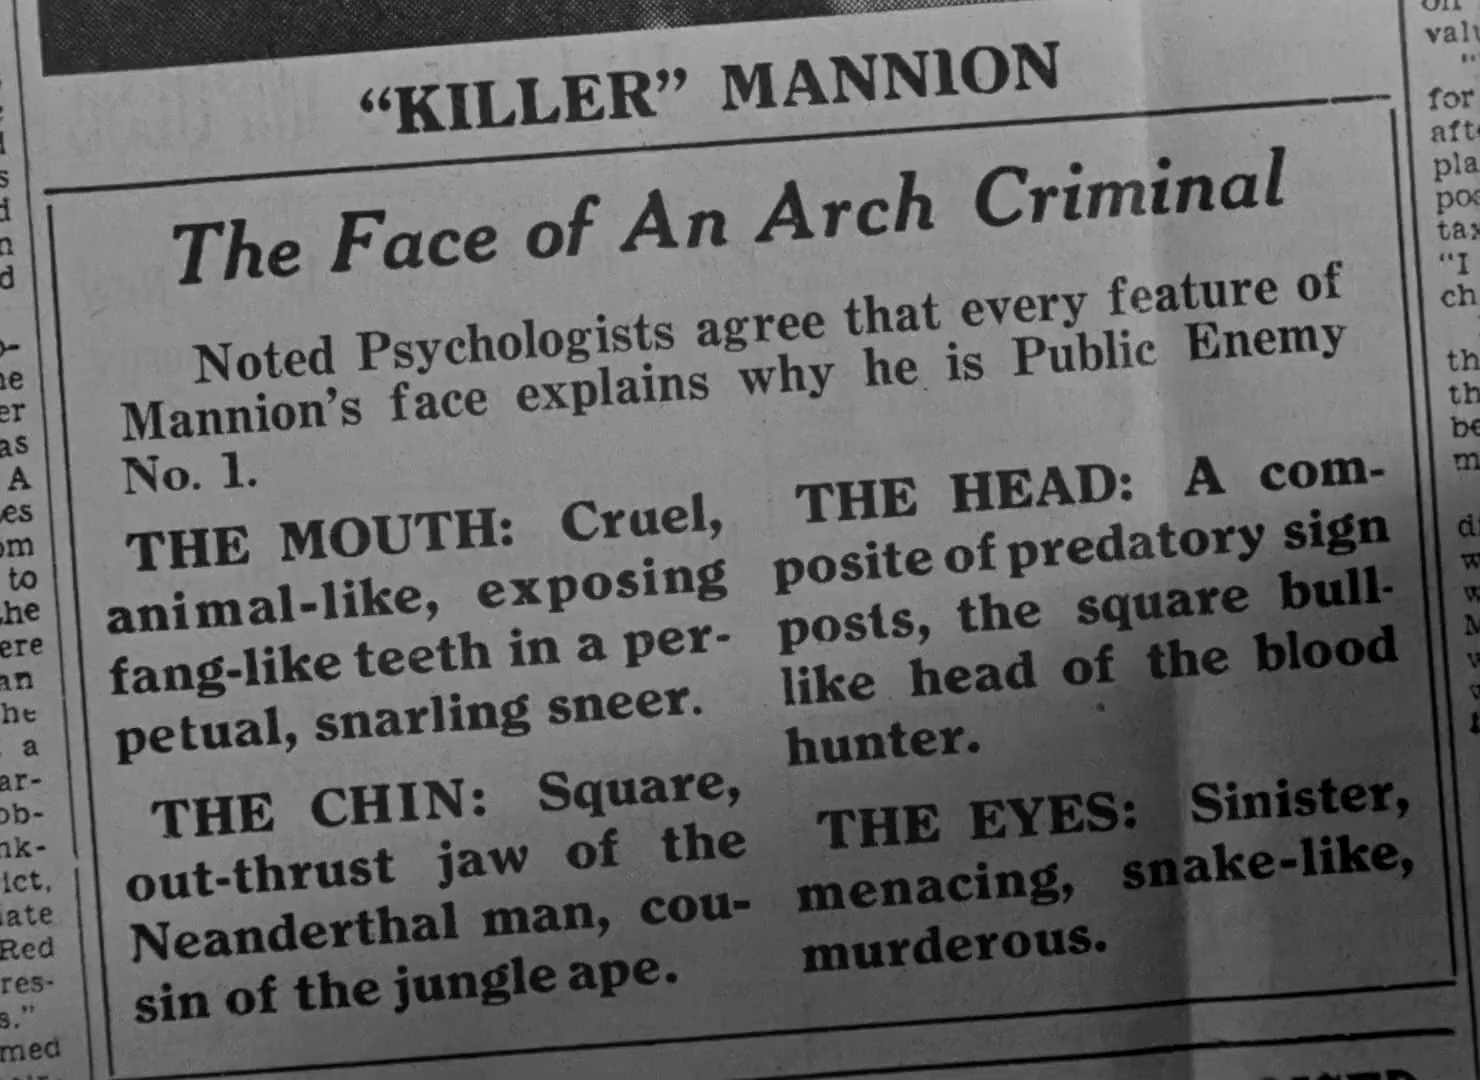 "KILLER" MANNION
The Face of An Arch Criminal
Noted Psychologists agree that every feature of
Mannion's face explains why he is Public Enemy
No. 1.
THE MOUTH: Cruel,
animal-like, exposing
fang-like teeth in a per-
petual, snarling sneer.
THE CHIN: Square,
out-thrust jaw of the
Neanderthal man, cou-
sin of the jungle ape.
THE HEAD: A com-
posite of predatory sign
posts, the square bull-
like head of the blood
hunter.
THE EYES: Sinister,
menacing, snake-like,
murderous.
for
"I
A
to
a
Red